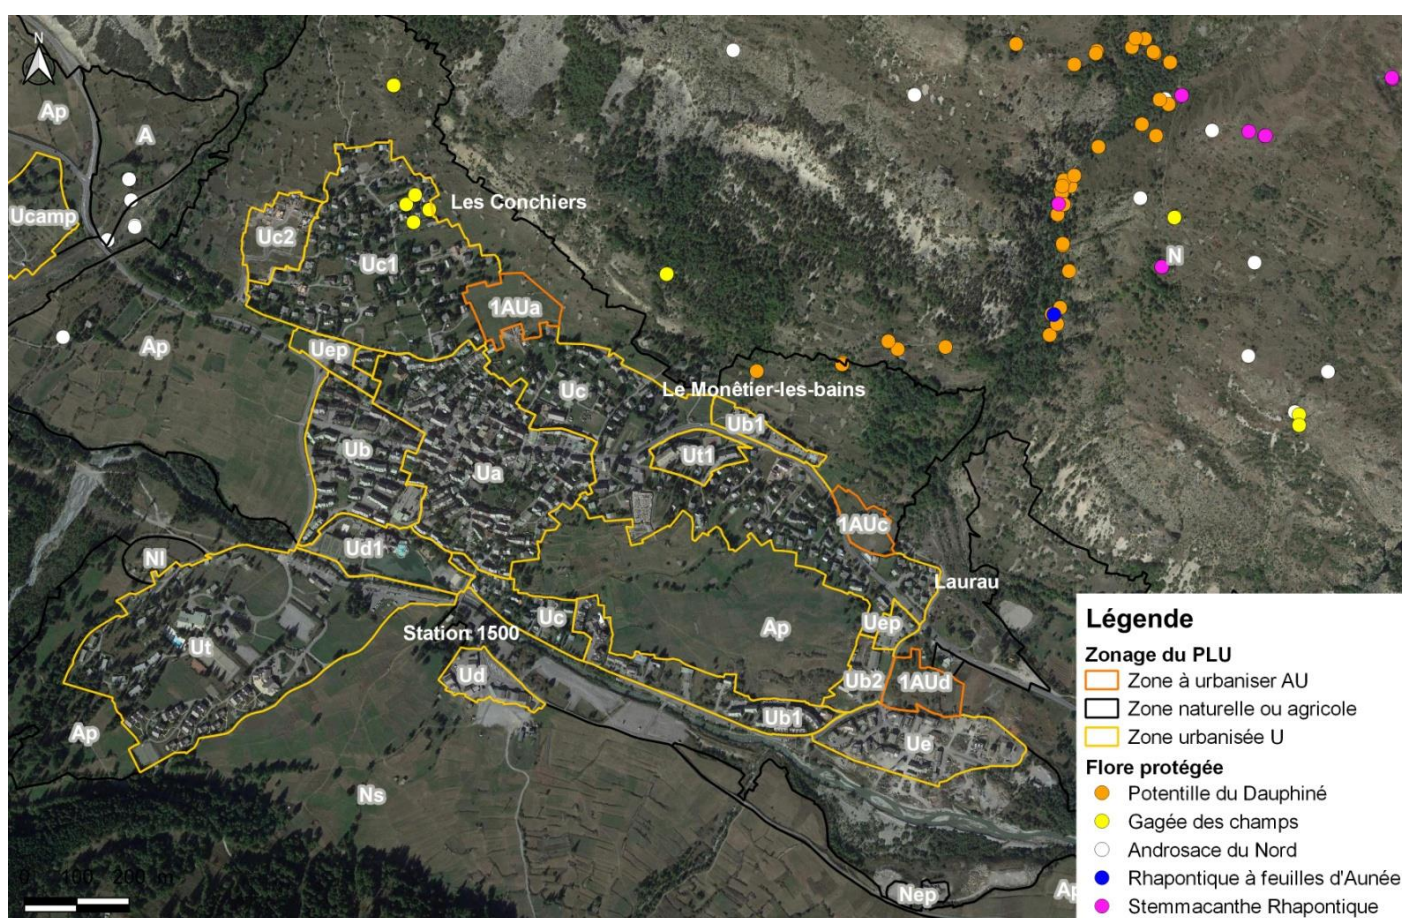 N
Ap
A
Ucamp
Les Conchiers
Uc2
Uc1
N
1AUa
Ap
Uep
Uc
Le Monêtier-les-bains
Ub1
Ub
Ua
Ut1
1AUc
Ud1
Nl
Laurau
Uc
Ap
Uep
Station 1500
Ut
Ud
Ub2
1AUd
Ap
Ub1
Ue
Ns
Nep
Ap
0 100 200 m
Légende
Zonage du PLU
Zone à urbaniser AU
Zone naturelle ou agricole
Zone urbanisée U
Flore protégée
Potentille du Dauphiné
Gagée des champs
Androsace du Nord
Rhapontique à feuilles d'Aunée
Stemmacanthe Rhapontique